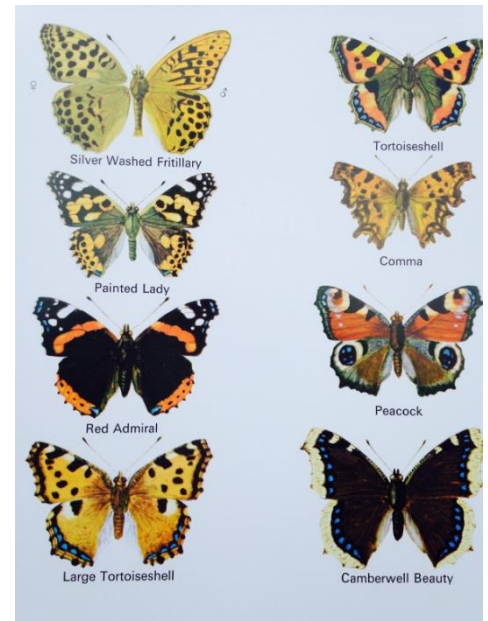 Silver Washed Fritillary
Tortoiseshell
Painted Lady
Comma
Red Admiral
Peacock
Large Tortoiseshell
Camberwell Beauty